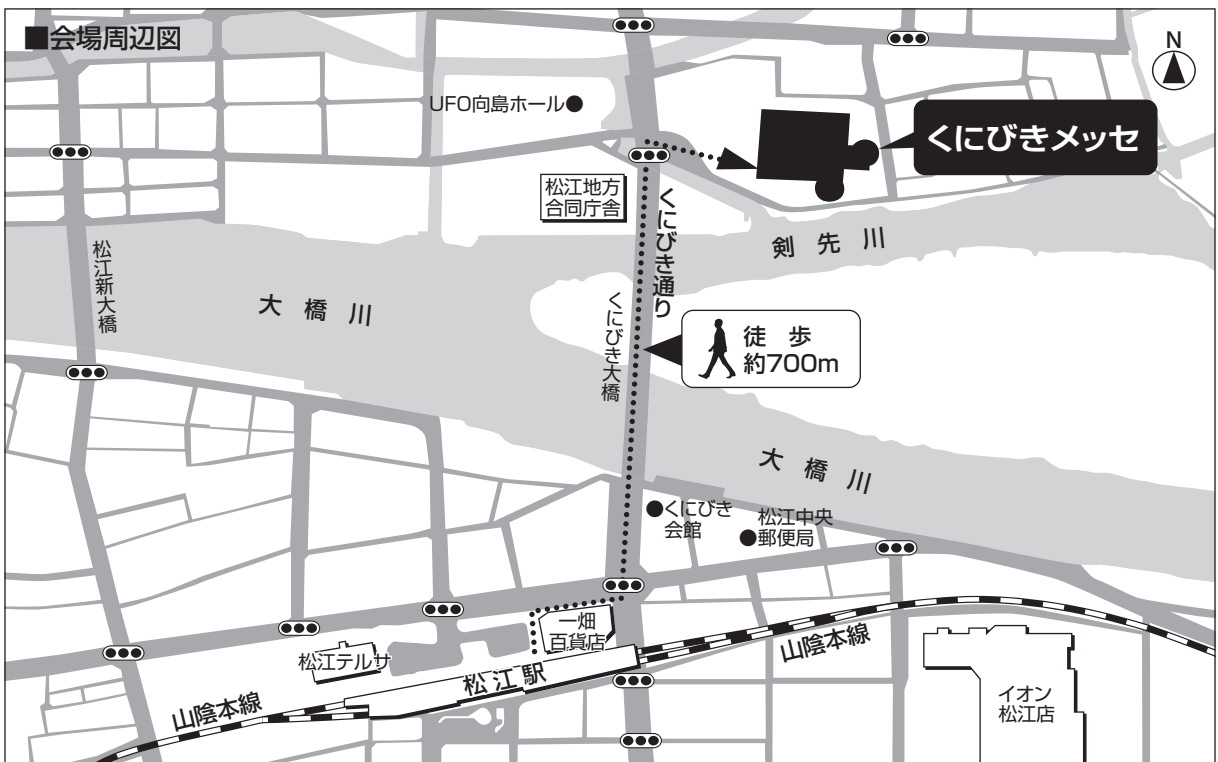 ■会場周辺図
N
UFO向島ホール●
くにびきメッセ
松江地方
合同庁舎
くにびき通り
剣先川
松江新大橋
大橋川
くにびき大橋
徒歩
約700m
大橋川
●くにびき
会館
松江中央
●郵便局
一畑
百貨店
松江テルサ
松江駅
山陰本線
山陰本線
イオン
松江店